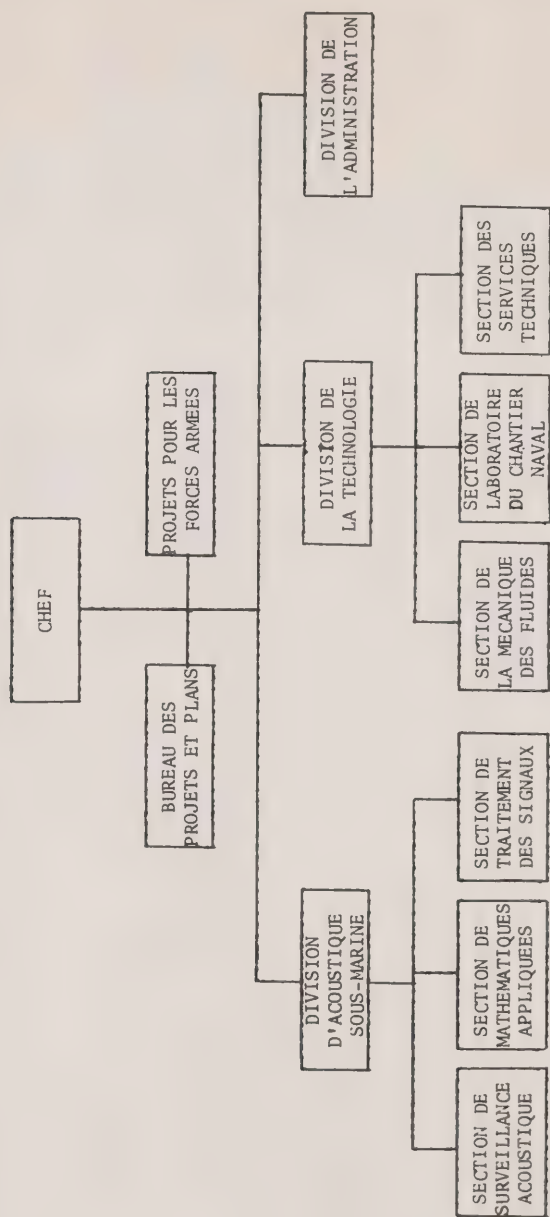 CHEF
BUREAU DES
PROJETS ET PLANS
PROJETS POUR LES
FORCES ARMEES
DIVISION
D'ACOUSTIQUE
SOUS-MARINE
DIVISION DE
LA TECHNOLOGIE
DIVISION DE
L'ADMINISTRATION
SECTION DE
SURVEILLANCE
ACOUSTIQUE
SECTION DE
MATHEMATIQUES
APPLIQUEES
SECTION DE
TRAITEMENT
DES SIGNAUX
SECTION DE
LA MECANIQUE
DES FLUIDES
SECTION DE
LABORATOIRE
DU CHANTIER
NAVAL
SECTION DES
SERVICES
TECHNIQUES